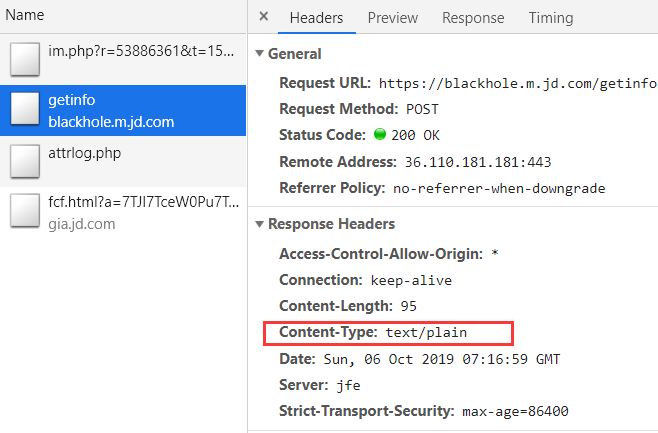 Name
im.php?r=53886361&t=15...
getinfo
blackhole.m.jd.com
attrlog.php
fcf.html?a=7TJI7TceW0Pu7T...
gia.jd.com
× Headers Preview Response Timing
▼ General
Request URL: https://blackhole.m.jd.com/getinfo
Request Method: POST
Status Code: 200 OK
Remote Address: 36.110.181.181:443
Referrer Policy: no-referrer-when-downgrade
▼ Response Headers
Access-Control-Allow-Origin: *
Connection: keep-alive
Content-Length: 95
Content-Type: text/plain
Date: Sun, 06 Oct 2019 07:16:59 GMT
Server: jfe
Strict-Transport-Security: max-age=86400